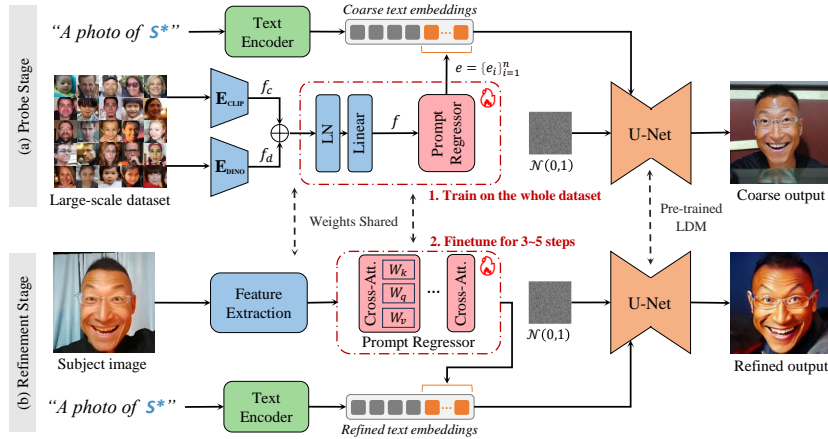 (a) Probe Stage
"A photo of S*"
Text
Encoder
Coarse text embeddings
e = {e_i}_{i=1}^n
E_CLIP
f_c
E_DINO
f_d
LN
Linear
f
Prompt
Regressor
N(0,1)
U-Net
Large-scale dataset
1. Train on the whole dataset
Coarse output
Weights Shared
Pre-trained
LDM
2. Finetune for 3~5 steps
(b) Refinement Stage
Feature
Extraction
Cross-Att.
W_k
W_q
W_v
...
Cross-Att.
Prompt Regressor
N(0,1)
U-Net
Subject image
Refined output
"A photo of S*"
Text
Encoder
Refined text embeddings